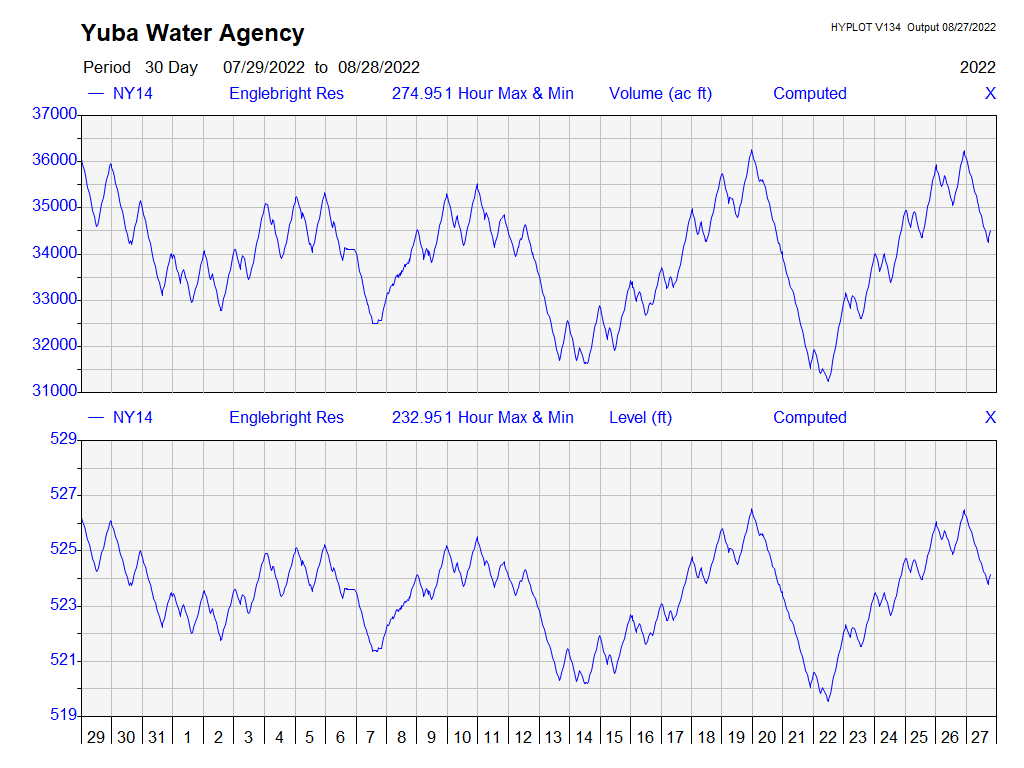 Yuba Water Agency
HYPLOT V134 Output 08/27/2022
Period 30 Day 07/29/2022 to 08/28/2022 2022
NY14 Englebright Res 274.951 Hour Max & Min Volume (ac ft) Computed X
37000
36000
35000
34000
33000
32000
31000
NY14 Englebright Res 232.951 Hour Max & Min Level (ft) Computed X
529
527
525
523
521
519
29 30 31 1 2 3 4 5 6 7 8 9 10 11 12 13 14 15 16 17 18 19 20 21 22 23 24 25 26 27